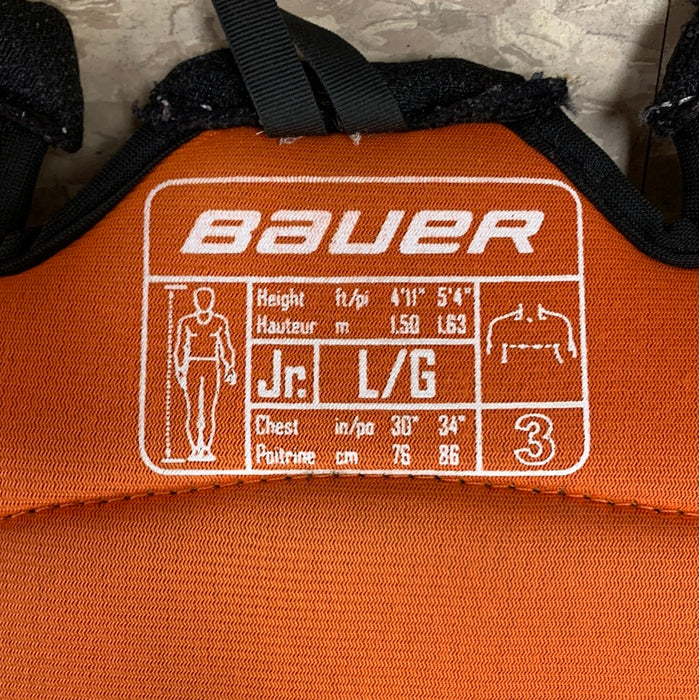 BAUER
Height ft/pi 4'11" 5'4"
Hauteur m 1.50 1.63
Jr. L/G
Chest in/po 30" 34"
Poitrine cm 76 86
3